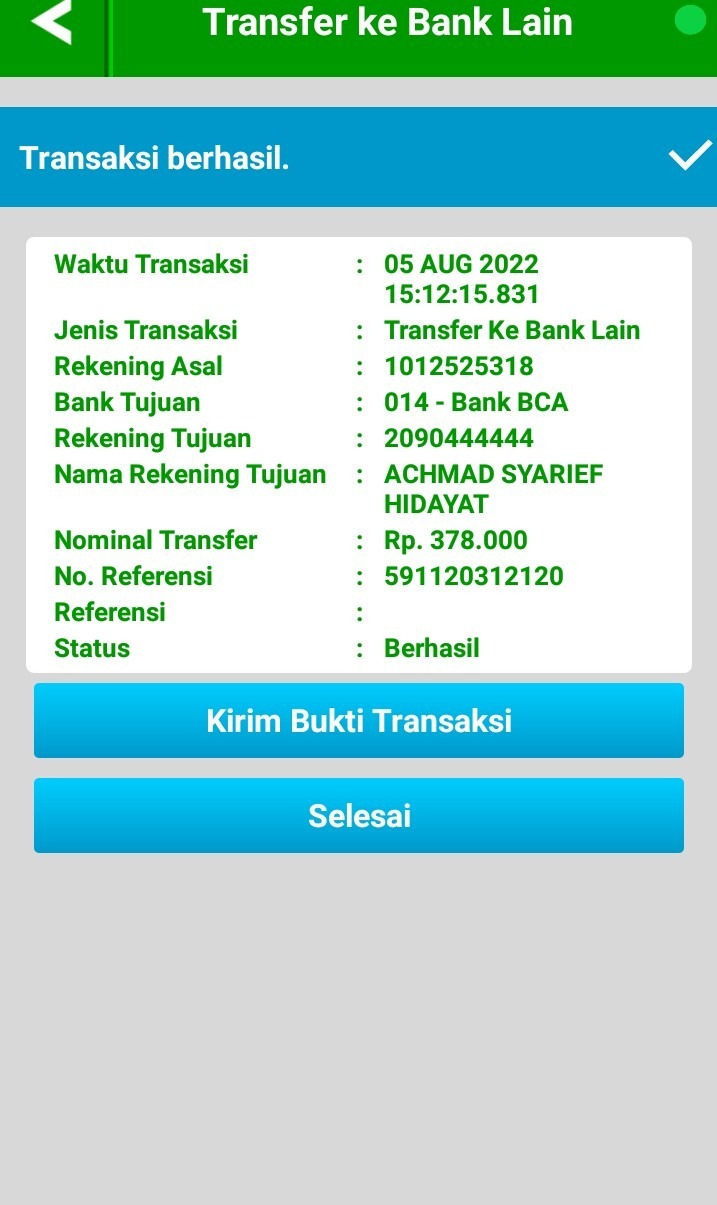 Transfer ke Bank Lain
Transaksi berhasil.
Waktu Transaksi : 05 AUG 2022
15:12:15.831
Jenis Transaksi : Transfer Ke Bank Lain
Rekening Asal : 1012525318
Bank Tujuan : 014 - Bank BCA
Rekening Tujuan : 2090444444
Nama Rekening Tujuan : ACHMAD SYARIEF
HIDAYAT
Nominal Transfer : Rp. 378.000
No. Referensi : 591120312120
Referensi :
Status : Berhasil
Kirim Bukti Transaksi
Selesai